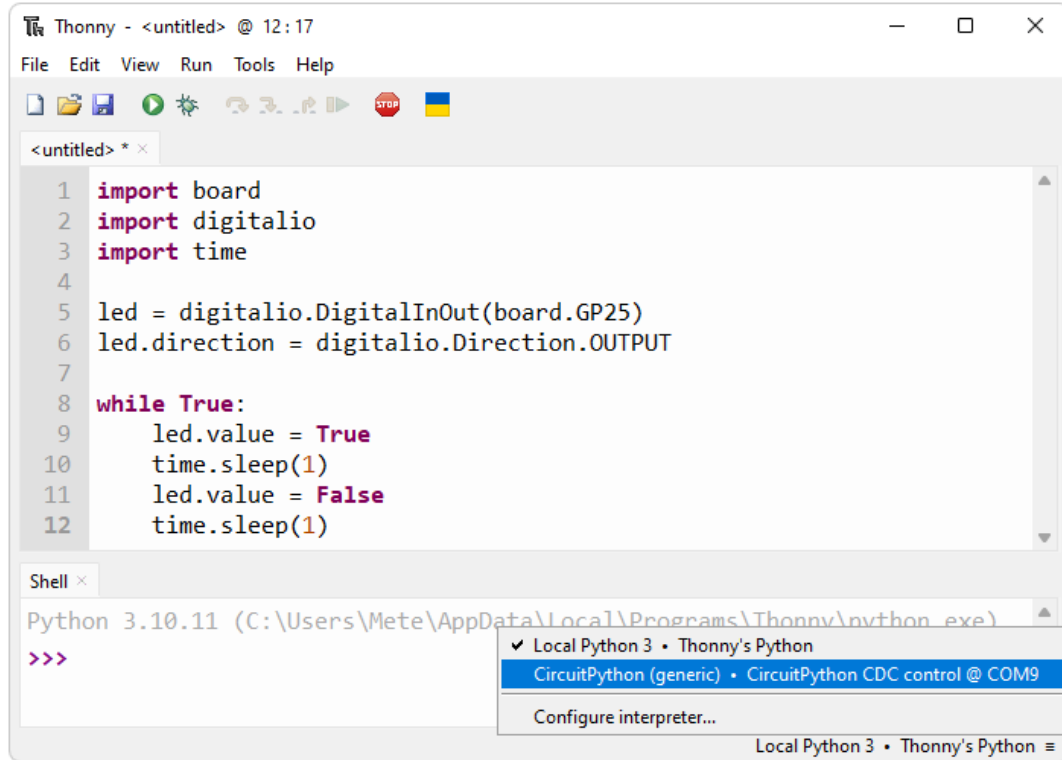 Thonny - <untitled> @ 12:17
File Edit View Run Tools Help
STOP
<untitled> *
1 import board
2 import digitalio
3 import time
4
5 led = digitalio.DigitalInOut(board.GP25)
6 led.direction = digitalio.Direction.OUTPUT
7
8 while True:
9     led.value = True
10     time.sleep(1)
11     led.value = False
12     time.sleep(1)
Shell
Python 3.10.11 (C:\Users\Mete\AppData\Local\Programs\Thonny\python.exe)
>>>
✓ Local Python 3 • Thonny's Python
CircuitPython (generic) • CircuitPython CDC control @ COM9
Configure interpreter...
Local Python 3 • Thonny's Python ≡